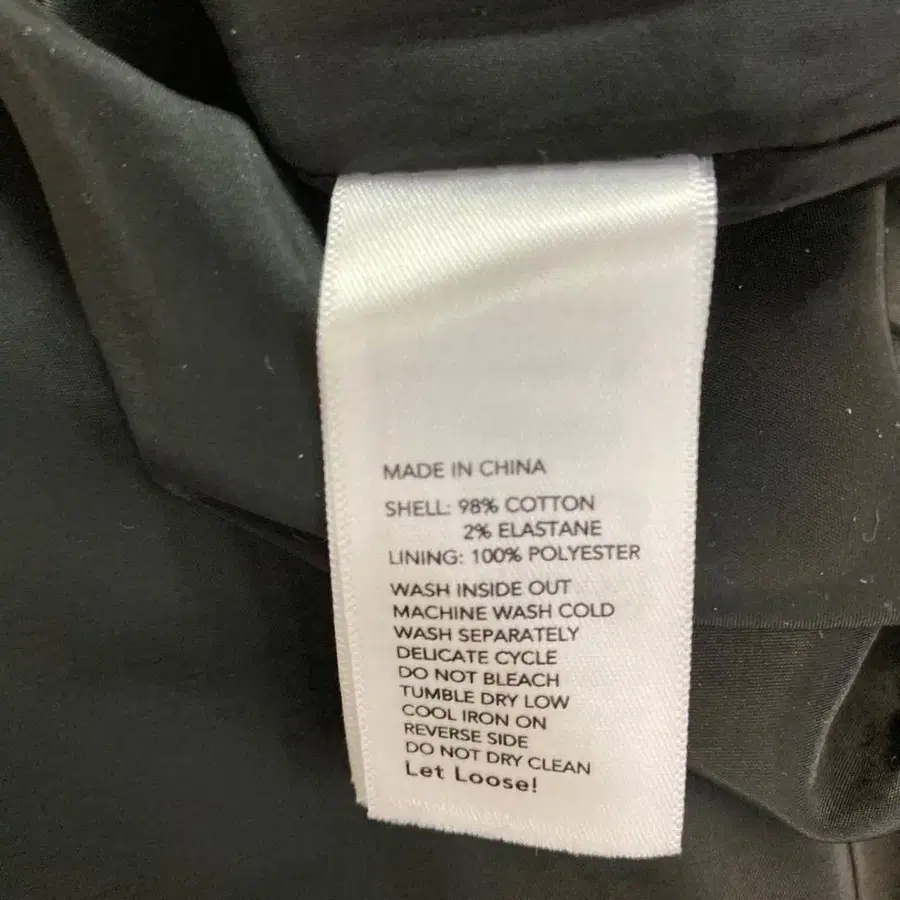 MADE IN CHINA
SHELL: 98% COTTON
2% ELASTANE
LINING: 100% POLYESTER
WASH INSIDE OUT
MACHINE WASH COLD
WASH SEPARATELY
DELICATE CYCLE
DO NOT BLEACH
TUMBLE DRY LOW
COOL IRON ON
REVERSE SIDE
DO NOT DRY CLEAN
Let Loose!